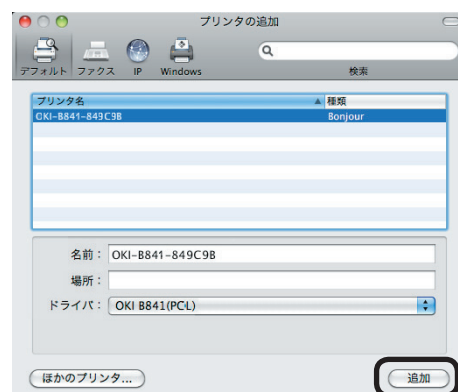 プリンタの追加
デフォルト ファクス IP Windows 検索
プリンタ名 種類
OKI-B841-849C9B Bonjour
名前： OKI-B841-849C9B
場所：
ドライバ： OKI B841(PCL)
ほかのプリンタ... 追加